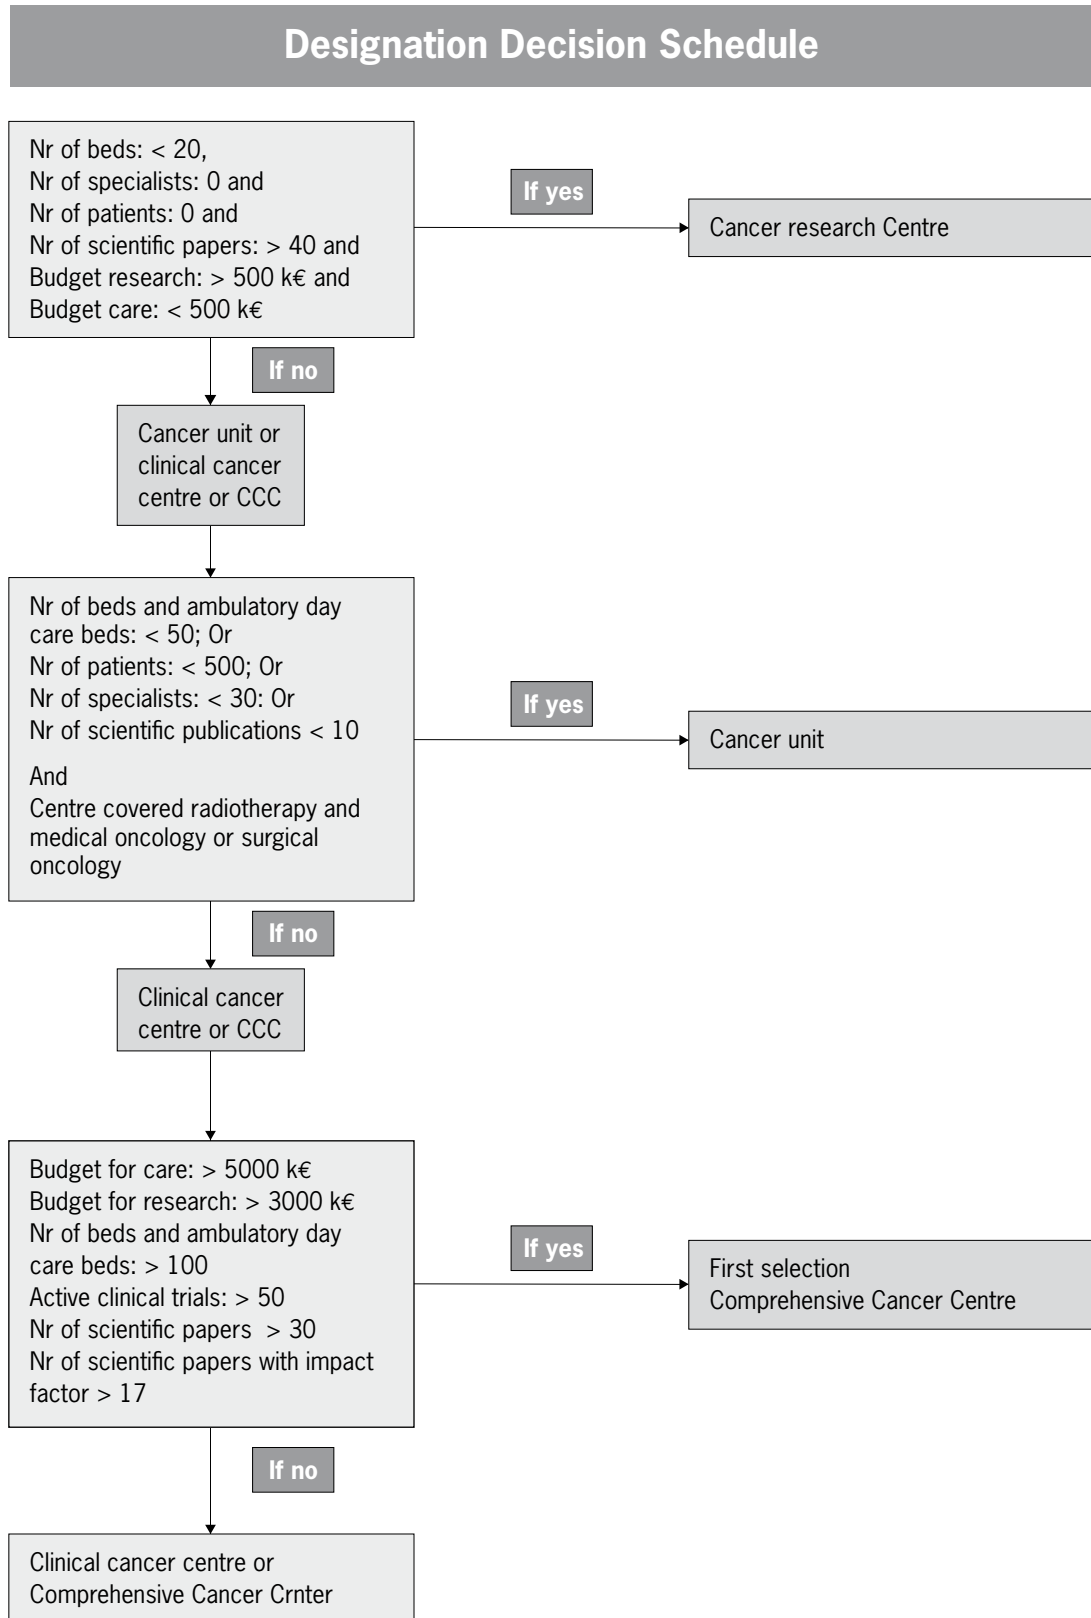 Designation Decision Schedule
Nr of beds: < 20,
Nr of specialists: 0 and
Nr of patients: 0 and
Nr of scientific papers: > 40 and
Budget research: > 500 k€ and
Budget care: < 500 k€
If yes
Cancer research Centre
If no
Cancer unit or
clinical cancer
centre or CCC
Nr of beds and ambulatory day
care beds: < 50; Or
Nr of patients: < 500; Or
Nr of specialists: < 30: Or
Nr of scientific publications < 10
And
Centre covered radiotherapy and
medical oncology or surgical
oncology
If yes
Cancer unit
If no
Clinical cancer
centre or CCC
Budget for care: > 5000 k€
Budget for research: > 3000 k€
Nr of beds and ambulatory day
care beds: > 100
Active clinical trials: > 50
Nr of scientific papers  > 30
Nr of scientific papers with impact
factor > 17
If yes
First selection
Comprehensive Cancer Centre
If no
Clinical cancer centre or
Comprehensive Cancer Crnter